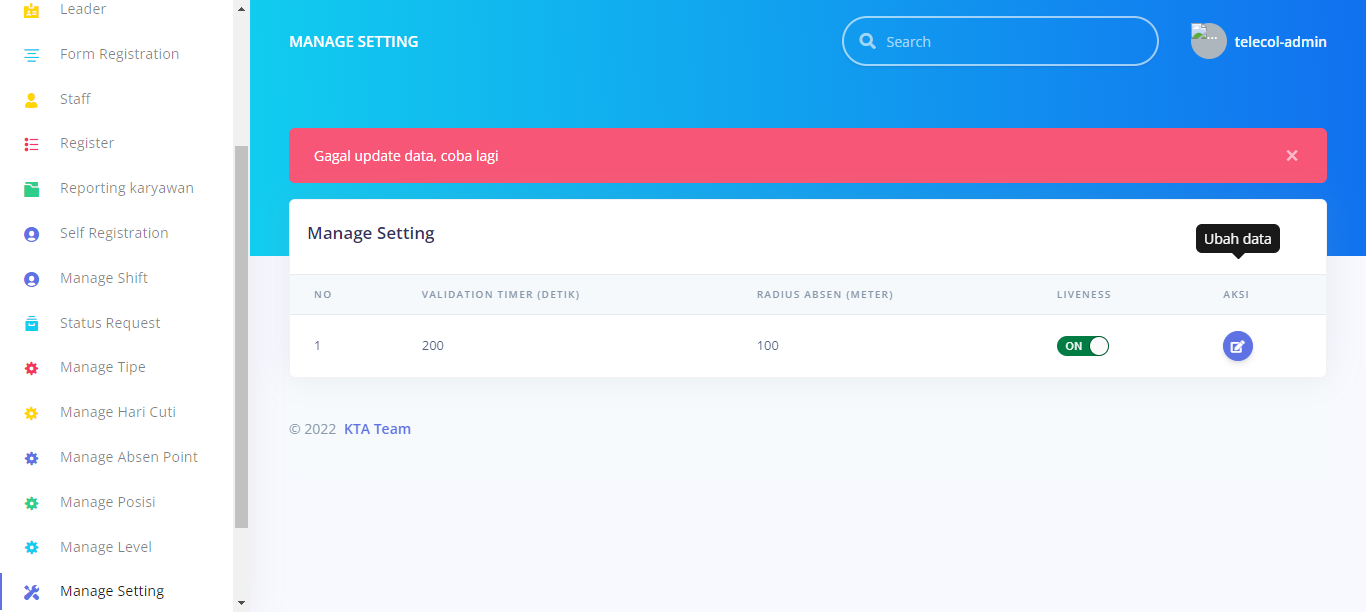 Leader
Form Registration
Staff
Register
Reporting karyawan
Self Registration
Manage Shift
Status Request
Manage Tipe
Manage Hari Cuti
Manage Absen Point
Manage Posisi
Manage Level
Manage Setting
MANAGE SETTING
Search
telecol-admin
Gagal update data, coba lagi
Manage Setting
Ubah data
NO VALIDATION TIMER (DETIK) RADIUS ABSEN (METER) LIVENESS AKSI
1 200 100 ON
© 2022 KTA Team